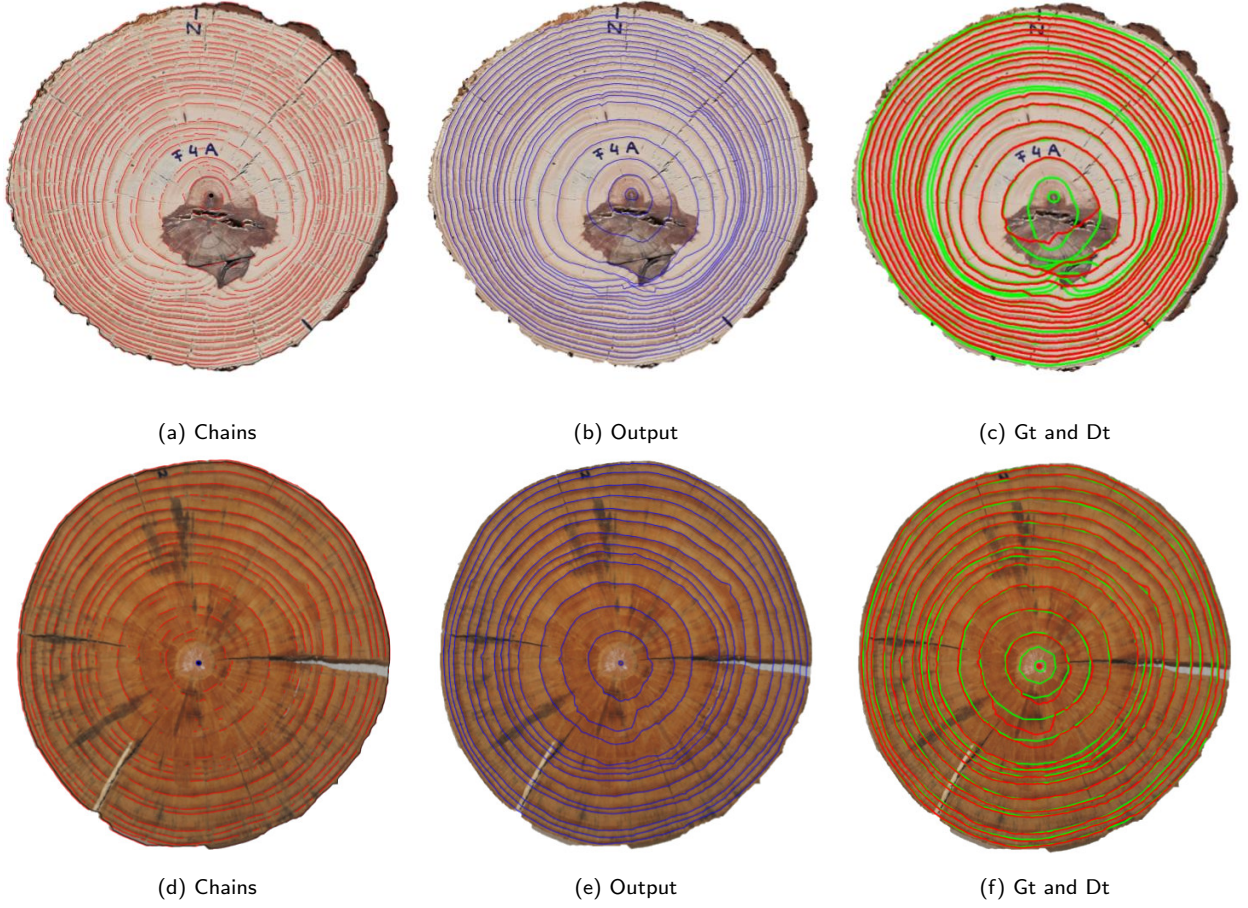 N
N
N
F4A
F4A
F4A
(a) Chains
(b) Output
(c) Gt and Dt
N
N
N
(d) Chains
(e) Output
(f) Gt and Dt